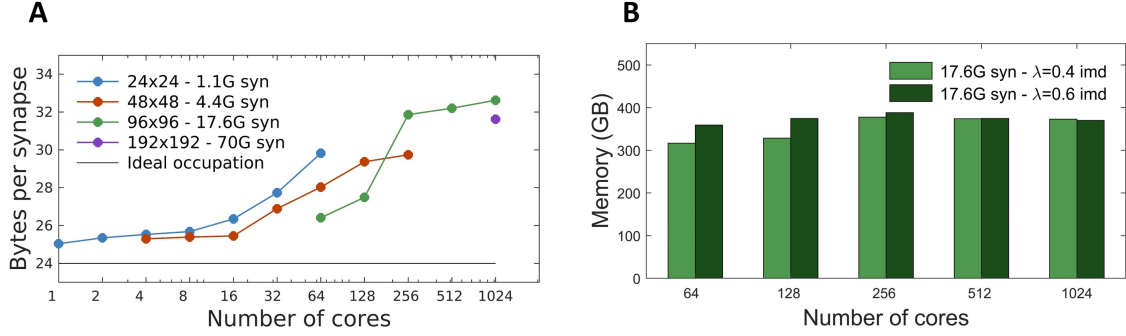 A
Bytes per synapse
34
32
30
28
26
24
24x24 - 1.1G syn
48x48 - 4.4G syn
96x96 - 17.6G syn
192x192 - 70G syn
Ideal occupation
1 2 4 8 16 32 64 128 256 512 1024
Number of cores
B
Memory (GB)
500
400
300
200
100
0
17.6G syn - λ=0.4 imd
17.6G syn - λ=0.6 imd
64 128 256 512 1024
Number of cores